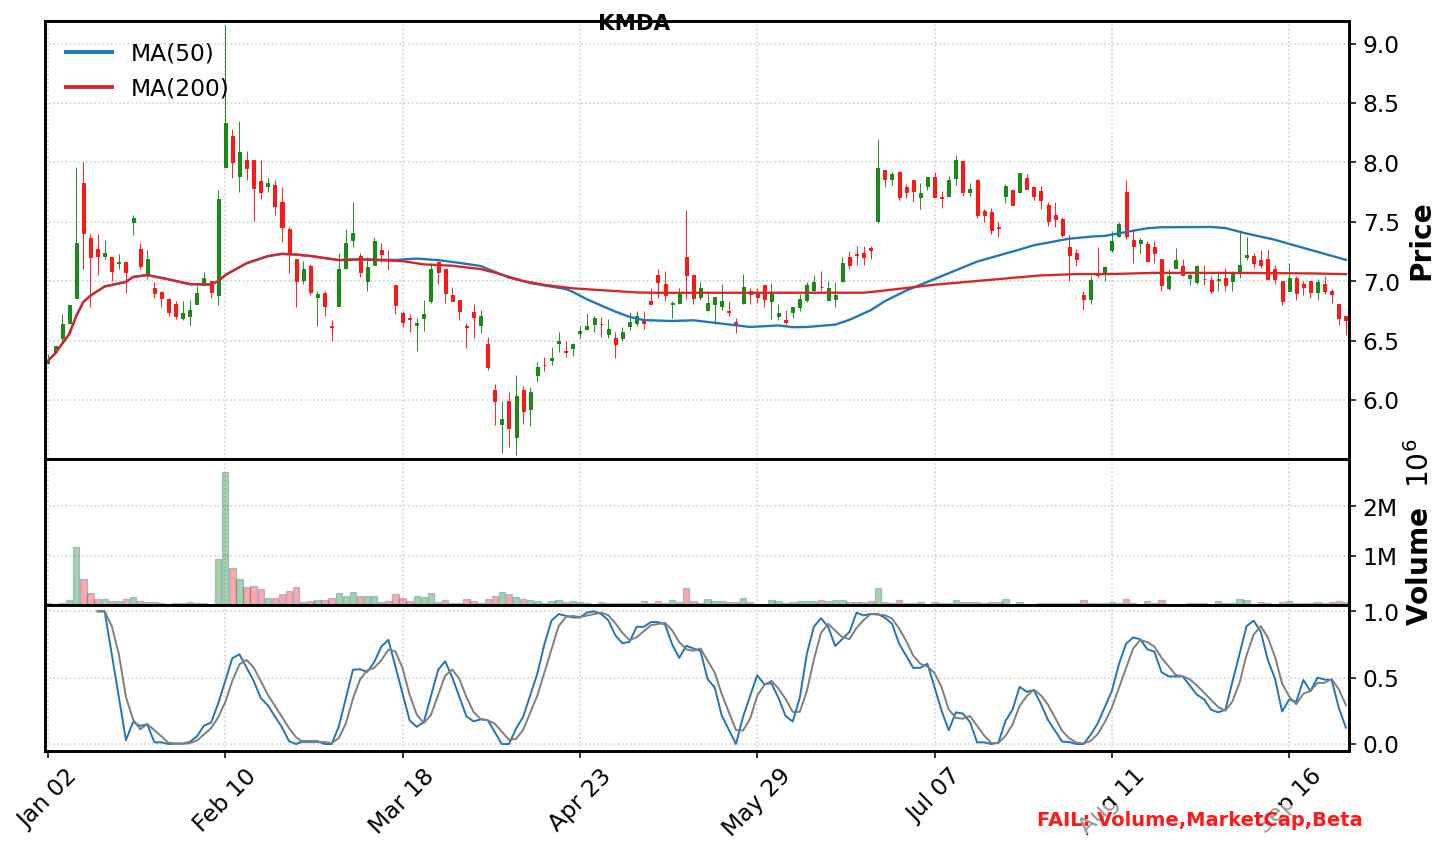 KMDA
MA(50)
MA(200)
9.0
8.5
8.0
7.5
7.0
6.5
6.0
Price
2M
1M
Volume 10^6
1.0
0.5
0.0
Jan 02
Feb 10
Mar 18
Apr 23
May 29
Jul 07
Aug 11
Sep 16
FAIL: Volume,MarketCap,Beta